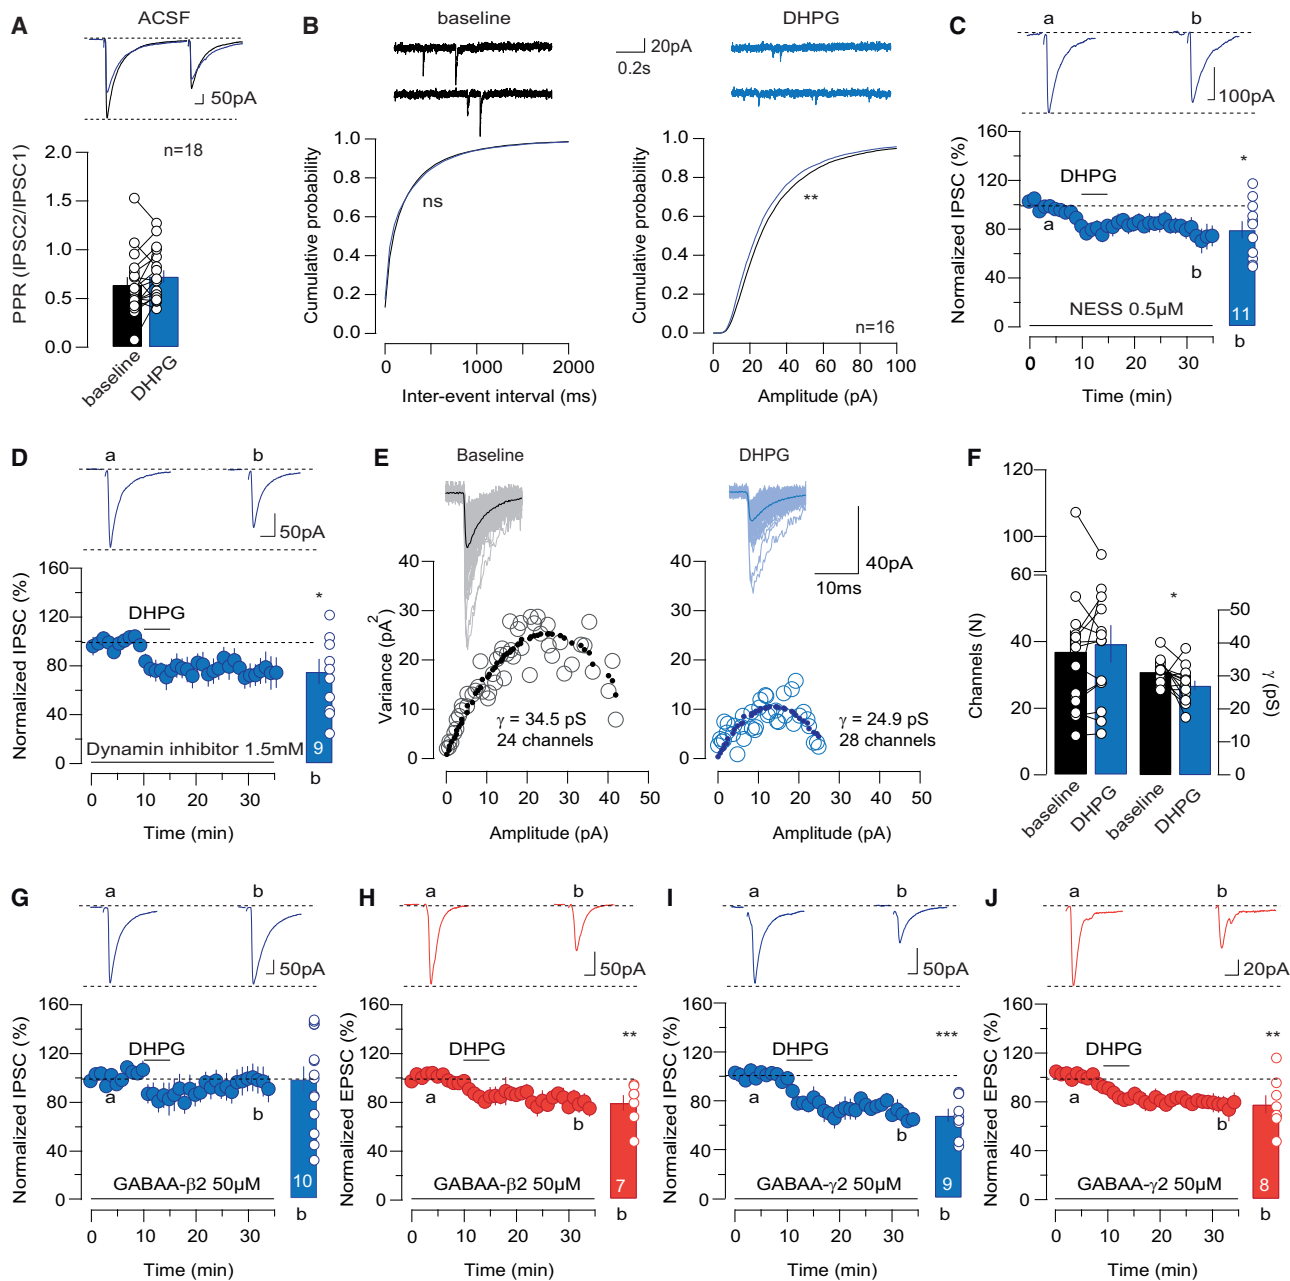 A
ACSF
50pA
n=18
PPR (IPSC2/IPSC1)
2.0
1.5
1.0
0.5
0.0
baseline
DHPG
B
baseline
DHPG
20pA
0.2s
Cumulative probability
1.0
0.8
0.6
0.4
0.2
0.0
ns
0
1000
2000
Inter-event interval (ms)
Cumulative probability
1.0
0.8
0.6
0.4
0.2
0.0
**
n=16
0
20
40
60
80
100
Amplitude (pA)
C
a
b
100pA
Normalized IPSC (%)
160
120
80
40
0
DHPG
*
a
b
NESS 0.5µM
11
b
0
10
20
30
Time (min)
D
a
b
50pA
Normalized IPSC (%)
160
120
80
40
0
DHPG
*
Dynamin inhibitor 1.5mM
9
b
0
10
20
30
Time (min)
E
Baseline
DHPG
40pA
10ms
Variance (pA²)
40
30
20
10
0
γ = 34.5 pS
24 channels
0
10
20
30
40
50
Amplitude (pA)
40
30
20
10
0
γ = 24.9 pS
28 channels
0
10
20
30
40
50
Amplitude (pA)
F
Channels (N)
120
100
60
40
20
0
*
50
40
30
20
10
0
γ (pS)
baseline
DHPG
baseline
DHPG
G
a
b
50pA
Normalized IPSC (%)
160
120
80
40
0
DHPG
a
b
GABAA-β2 50µM
10
b
0
10
20
30
Time (min)
H
a
b
50pA
Normalized EPSC (%)
160
120
80
40
0
DHPG
**
a
b
GABAA-β2 50µM
7
b
0
10
20
30
Time (min)
I
a
b
50pA
Normalized IPSC (%)
160
120
80
40
0
DHPG
***
a
b
GABAA-γ2 50µM
9
b
0
10
20
30
Time (min)
J
a
b
20pA
Normalized EPSC (%)
160
120
80
40
0
DHPG
**
a
b
GABAA-γ2 50µM
8
b
0
10
20
30
Time (min)